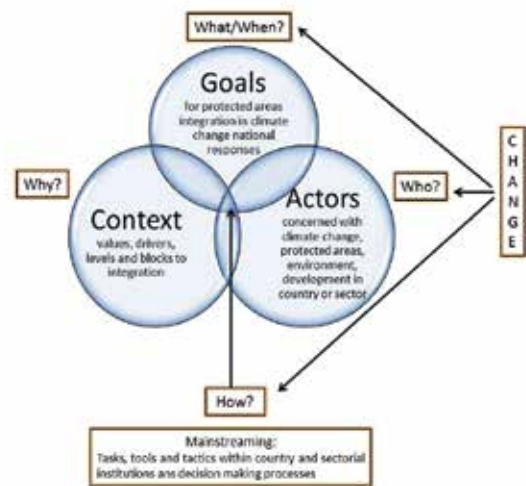 What/When?
Goals
for protected areas
integration in climate
change national
responses
Why?
Context
values, drivers,
levels and blocks to
integration
Actors
concerned with
climate change,
protected areas,
environment,
development in
country or sector
Who?
CHANGE
How?
Mainstreaming:
Tasks, tools and tactics within country and sectorial
institutions ans decision making processes